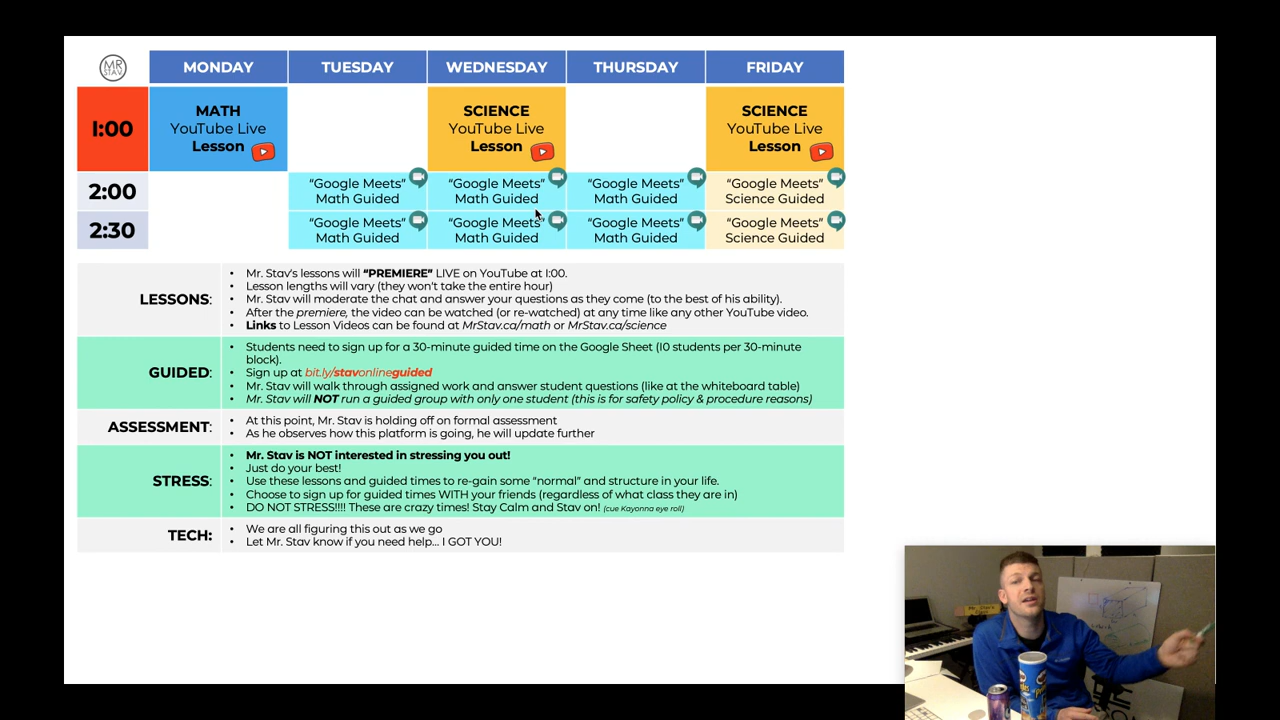 MR
STAV
MONDAY TUESDAY WEDNESDAY THURSDAY FRIDAY
1:00
MATH
YouTube Live
Lesson
SCIENCE
YouTube Live
Lesson
SCIENCE
YouTube Live
Lesson
2:00
"Google Meets"
Math Guided
"Google Meets"
Math Guided
"Google Meets"
Math Guided
"Google Meets"
Science Guided
2:30
"Google Meets"
Math Guided
"Google Meets"
Math Guided
"Google Meets"
Math Guided
"Google Meets"
Science Guided
LESSONS:
• Mr. Stav's lessons will "PREMIERE" LIVE on YouTube at 1:00.
• Lesson lengths will vary (they won't take the entire hour)
• Mr. Stav will moderate the chat and answer your questions as they come (to the best of his ability).
• After the premiere, the video can be watched (or re-watched) at any time like any other YouTube video.
• Links to Lesson Videos can be found at MrStav.ca/math or MrStav.ca/science
GUIDED:
• Students need to sign up for a 30-minute guided time on the Google Sheet (10 students per 30-minute
block).
• Sign up at bit.ly/stavonlineguided
• Mr. Stav will walk through assigned work and answer student questions (like at the whiteboard table)
• Mr. Stav will NOT run a guided group with only one student (this is for safety policy & procedure reasons)
ASSESSMENT:
• At this point, Mr. Stav is holding off on formal assessment
• As he observes how this platform is going, he will update further
STRESS:
• Mr. Stav is NOT interested in stressing you out!
• Just do your best!
• Use these lessons and guided times to re-gain some "normal" and structure in your life.
• Choose to sign up for guided times WITH your friends (regardless of what class they are in)
• DO NOT STRESS!!!! These are crazy times! Stay Calm and Stav on! (cue Kayonna eye roll)
TECH:
• We are all figuring this out as we go
• Let Mr. Stav know if you need help... I GOT YOU!